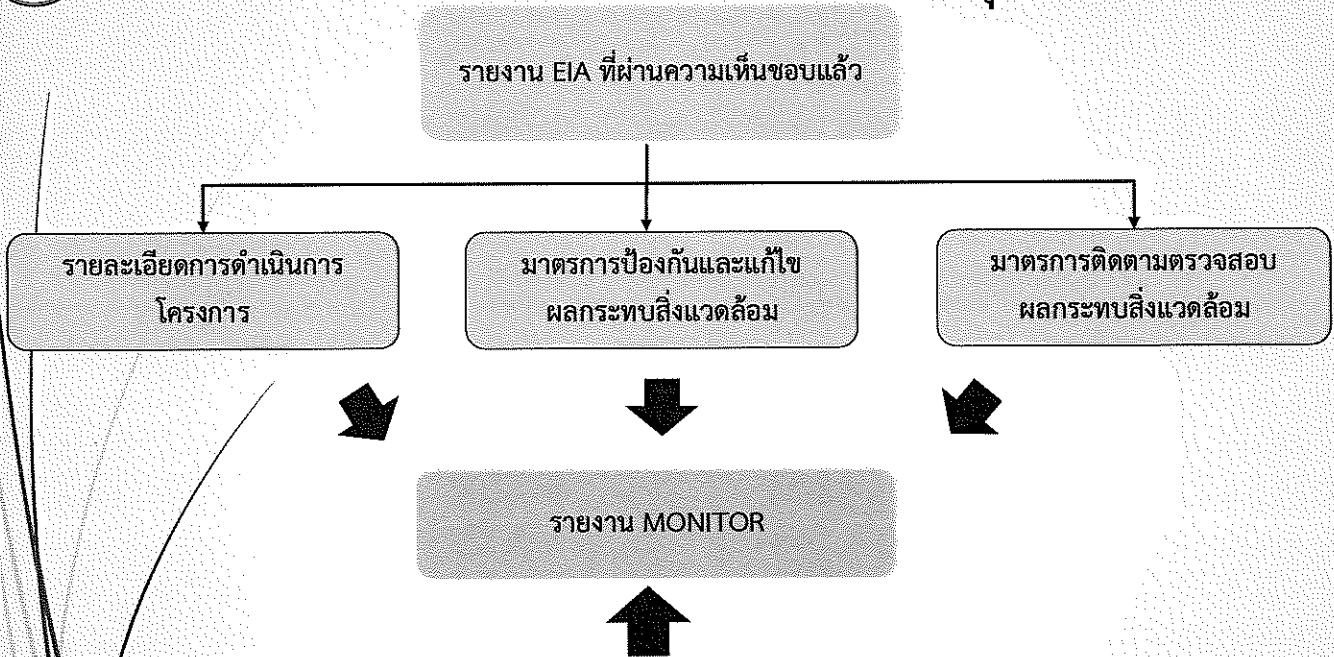 รายงาน EIA ที่ผ่านความเห็นชอบแล้ว
รายละเอียดการดำเนินการ
โครงการ
มาตรการป้องกันและแก้ไข
ผลกระทบสิ่งแวดล้อม
มาตรการติดตามตรวจสอบ
ผลกระทบสิ่งแวดล้อม
รายงาน MONITOR